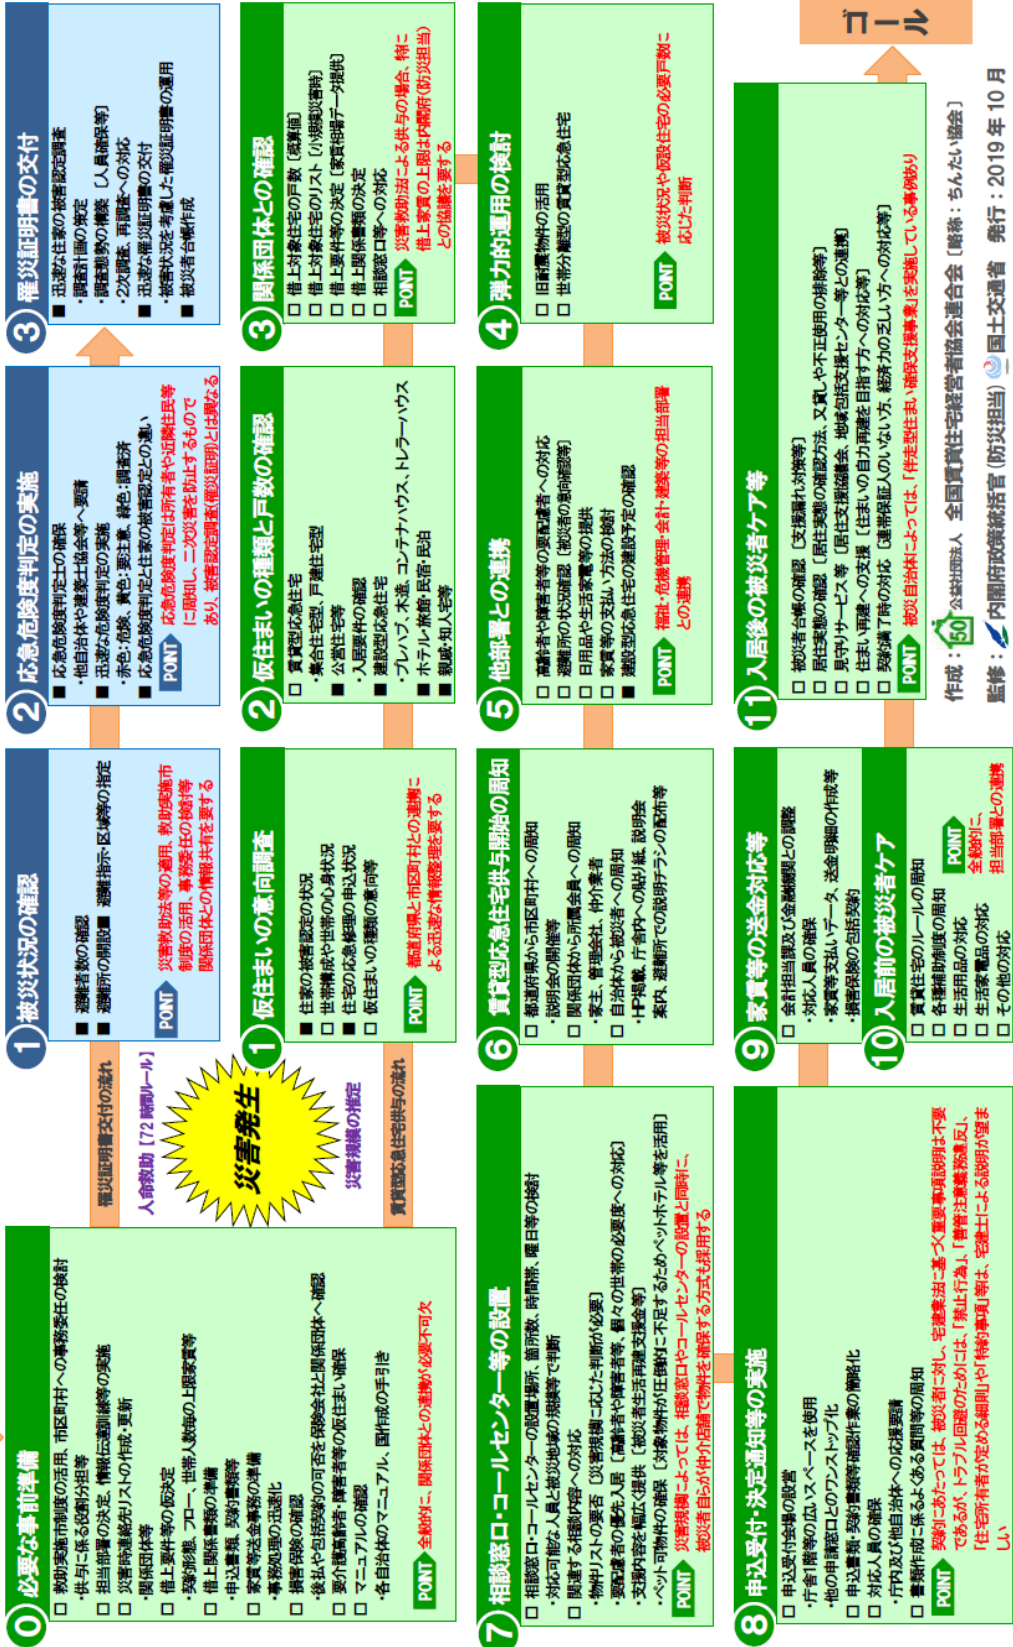 0 必要な事前準備
□ 救助実施市制度の活用、市区町村への事務委任の検討
・供与に係る役割分担等
□ 担当部署の決定、情報伝達訓練等の実施
□ 災害時連絡先リストの作成・更新
・関係団体等
□ 借上要件等の仮決定
・契約形態、フロー、世帯人数毎の上限家賃等
□ 借上関係書類の準備
・申込書類、契約書類等
□ 家賃等送金事務の準備
・事務処理の迅速化
□ 損害保険の確認
・後払や包括契約の可否を保険会社と関係団体へ確認
□ 要介護高齢者・障害者等の仮住まい確保
□ マニュアルの確認
・各自治体のマニュアル、国作成の手引き
POINT 全般的に、関係団体との連携が必要不可欠
罹災証明書交付の流れ
人命救助［72時間ルール］
災害発生
災害規模の推定
賃貸型応急住宅供与の流れ
1 被災状況の確認
■ 避難者数の確認
■ 避難所の開設■ 避難指示・区域等の指定
POINT 災害救助法等の適用、救助実施市
制度の活用、事務委任の検討等
関係団体との情報共有を要する
2 応急危険度判定の実施
■ 応急危険度判定士の確保
・他自治体や建築士協会等へ要請
■ 迅速な危険度判定の実施
・赤色：危険、黄色：要注意、緑色：調査済
■ 応急危険度判定と住家の被害認定との違い
POINT 応急危険度判定は所有者や近隣住民等
に周知し、二次災害を防止するもので
あり、被害認定調査（罹災証明）とは異なる
3 罹災証明書の交付
■ 迅速な住家の被害認定調査
・調査計画の策定
・調査態勢の構築［人員確保等］
・2次調査、再調査への対応
■ 迅速な罹災証明書の交付
・被害状況を考慮した罹災証明書の運用
■ 被災者台帳作成
1 仮住まいの意向調査
■ 住家の被害認定の状況
□ 世帯構成や世帯の心身状況
■ 住宅の応急修理の申込状況
□ 仮住まいの種類の意向等
POINT 都道府県と市区町村との連携に
よる迅速な情報整理を要する
2 仮住まいの種類と戸数の確認
□ 賃貸型応急住宅
・集合住宅型、戸建住宅型
■ 公営住宅等
・入居要件の確認
■ 建設型応急住宅
・プレハブ、木造、コンテナハウス、トレーラーハウス
■ ホテル・旅館・民宿・民泊
■ 親戚・知人宅等
3 関係団体との確認
□ 借上対象住宅の戸数［概算値］
□ 借上対象住宅のリスト［小規模災害時］
□ 借上要件等の決定［家賃相場データ提供］
□ 借上関係書類の決定
□ 相談窓口等への対応
POINT 災害救助法による供与の場合、特に
借上家賃の上限は内閣府（防災担当）
との協議を要する
4 弾力的運用の検討
□ 旧耐震物件の活用
□ 世帯分離型の賃貸型応急住宅
POINT 被災状況や仮設住宅の必要戸数に
応じた判断
5 他部署との連携
□ 高齢者や障害者等の要配慮者への対応
□ 避難所の状況確認［被災者の意向確認等］
□ 日用品や生活家電等の提供
□ 家賃等の支払い方法の検討
■ 建設型応急住宅の建設予定の確認
POINT 福祉・危機管理・会計・建築等の担当部署
との連携
6 賃貸型応急住宅供与開始の周知
□ 都道府県から市区町村への周知
・説明会の開催等
□ 関係団体から所属会員への周知
・家主、管理会社、仲介業者
□ 自治体から被災者への周知
・HP掲載、庁舎内への貼り紙、説明会
案内、避難所での説明チラシの配布等
7 相談窓口・コールセンター等の設置
□ 相談窓口・コールセンターの設置場所、箇所数、時間帯、曜日等の検討
・対応可能な人員と被災地域の規模等で判断
□ 関連する相談内容への対応
・物件リストの要否［災害規模に応じた判断が必要］
・要配慮者の優先入居［高齢者や障害者等、個々の世帯の必要度への対応］
・支援内容を幅広く提供［被災者生活再建支援金等］
・ペット可物件の確保［対象物件が圧倒的に不足するためペットホテル等を活用］
POINT 災害規模によっては、相談窓口やコールセンターの設置と同時に、
被災者自らが仲介店舗で物件を確保する方式も採用する
8 申込受付・決定通知等の実施
□ 申込受付会場の設営
・庁舎1階等の広いスペースを使用
・他の申請窓口とのワンストップ化
□ 申込書類・契約書類等確認作業の簡略化
□ 対応人員の確保
・庁内及び他自治体への応援要請
□ 書類作成に係るよくある質問等の周知
POINT 契約にあたっては、被災者に対し、宅建業法に基づく重要事項説明は不要
であるが、トラブル回避のためには、「禁止行為」、「善管注意義務違反」、
「住宅所有者が定める細則」や「特約事項」等は、宅建士による説明が望ま
しい
9 家賃等の送金対応等
□ 会計担当課及び金融機関との調整
・対応人員の確保
・家賃等支払いデータ、送金明細の作成等
・損害保険の包括契約
10 入居前の被災者ケア
□ 賃貸住宅のルールの周知
□ 各種補助制度の周知
□ 生活用品の対応
□ 生活家電品の対応
□ その他の対応
POINT
全般的に、
担当部署との連携
11 入居後の被災者ケア等
□ 被災者台帳の確認［支援漏れ対策等］
□ 居住実態の確認［居住実態の確認方法、又貸しや不正使用の排除等］
□ 見守りサービス等［居住支援協議会、地域包括支援センター等との連携］
□ 住まい再建への支援［住まいの自力再建を目指す方への対応等］
□ 契約満了時の対応［連帯保証人のいない方、経済力の乏しい方への対応等］
POINT 被災自治体によっては、「伴走型住まい確保支援事業」を実施している事例あり
ゴール
作成：50 公益社団法人 全国賃貸住宅経営者協会連合会［略称：ちんたい協会］
監修：内閣府政策統括官（防災担当） 国土交通省 発行：2019年10月